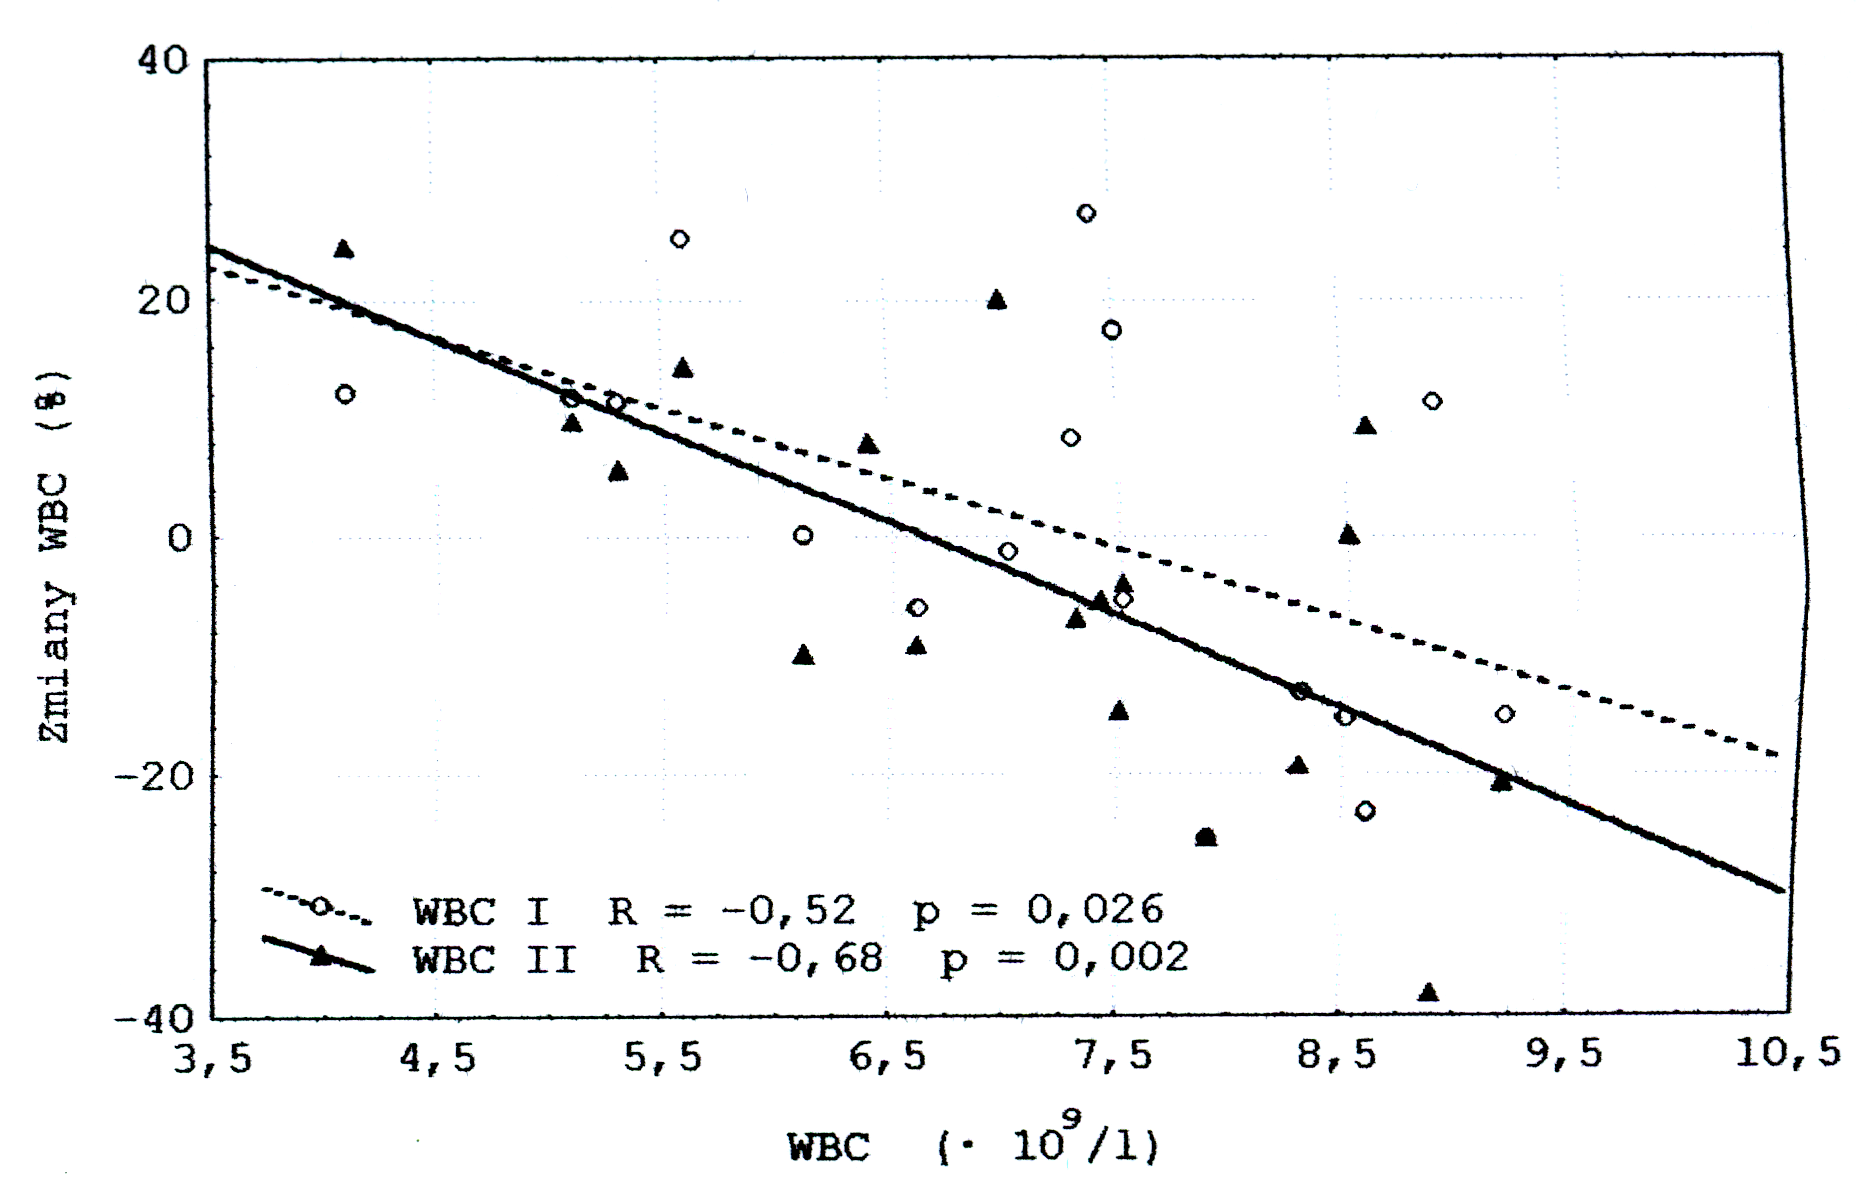 40
20
0
-20
-40
Zmiany WBC (%)
WBC I R = -0,52 p = 0,026
WBC II R = -0,68 p = 0,002
3,5 4,5 5,5 6,5 7,5 8,5 9,5 10,5
WBC (· 10⁹/l)